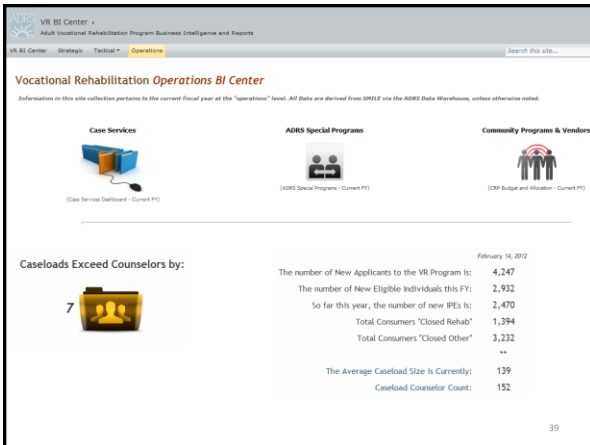 ADRS
VR BI Center ›
Adult Vocational Rehabilitation Program Business Intelligence and Reports
VR BI Center Strategic Tactical Operations Search this site...
Vocational Rehabilitation Operations BI Center
Information in this site collection pertains to the current fiscal year at the "operations" level. All Data are derived from SMILE via the ADRS Data Warehouse, unless otherwise noted.
Case Services ADRS Special Programs Community Programs & Vendors
(Case Services Dashboard - Current FY) (ADRS Special Programs - Current FY) (CRP Budget and Allocation - Current FY)
Caseloads Exceed Counselors by:
7
February 14, 2012
The number of New Applicants to the VR Program is: 4,247
The number of New Eligible Individuals this FY: 2,932
So far this year, the number of new IPEs is: 2,470
Total Consumers "Closed Rehab" 1,394
Total Consumers "Closed Other" 3,232
**
The Average Caseload Size is Currently: 139
Caseload Counselor Count: 152
39